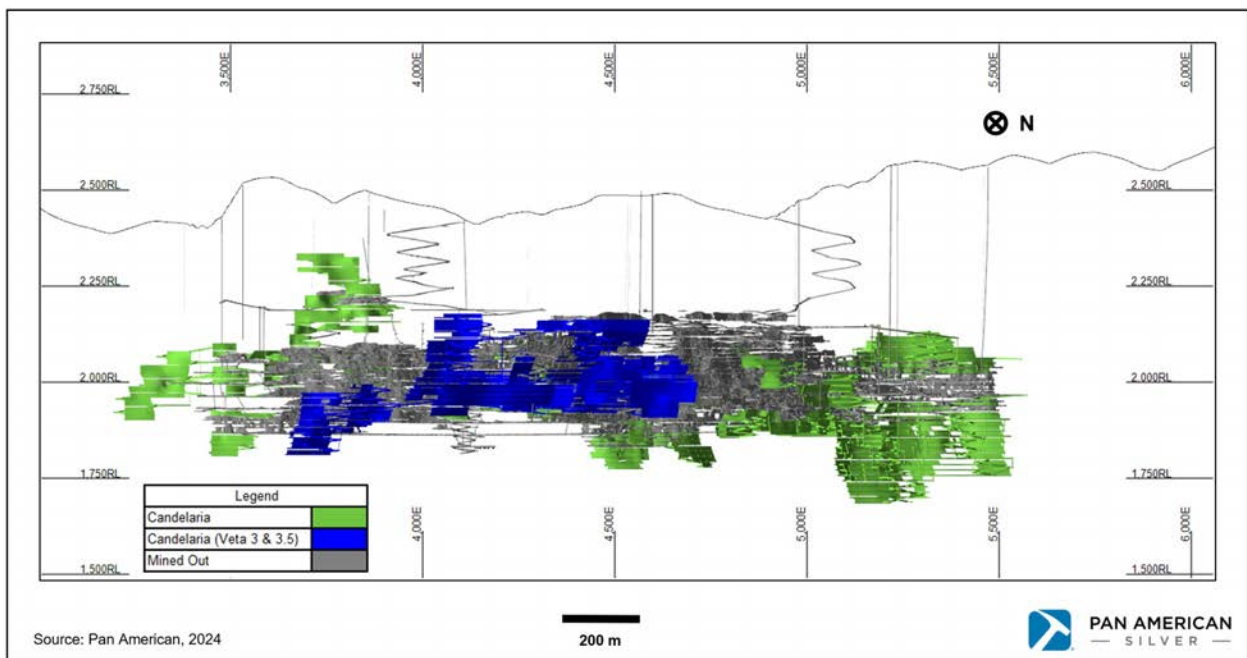 3,500E 4,000E 4,500E 5,000E 5,500E 6,000E
2.750RL
N
2.500RL 2.500RL
2.250RL 2.250RL
2.000RL 2.000RL
1.750RL 1.750RL
Legend
Candelaria
Candelaria (Veta 3 & 3.5)
Mined Out
4,000E 4,500E 5,000E 5,500E 6,000E
1.500RL 1.500RL
200 m
Source: Pan American, 2024
PAN AMERICAN
— SILVER —